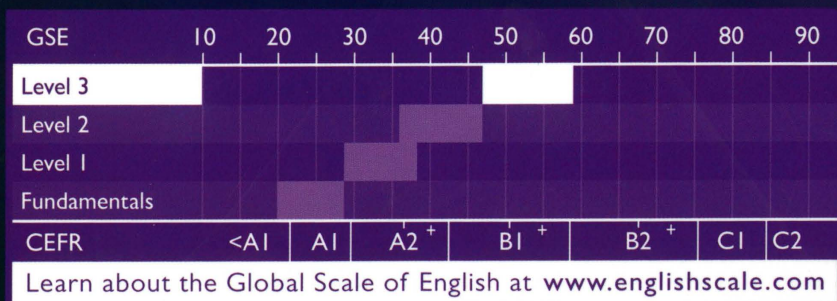 GSE 10 20 30 40 50 60 70 80 90
Level 3
Level 2
Level 1
Fundamentals
CEFR <A1 A1 A2 + B1 + B2 + C1 C2
Learn about the Global Scale of English at www.englishscale.com